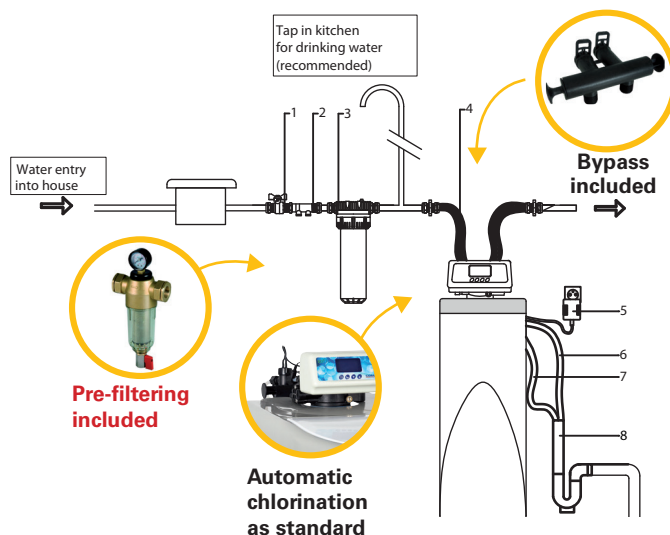 Tap in kitchen
for drinking water
(recommended)
1
2
3
4
Water entry
into house
Bypass
included
Pre-filtering
included
Automatic
chlorination
as standard
5
6
7
8